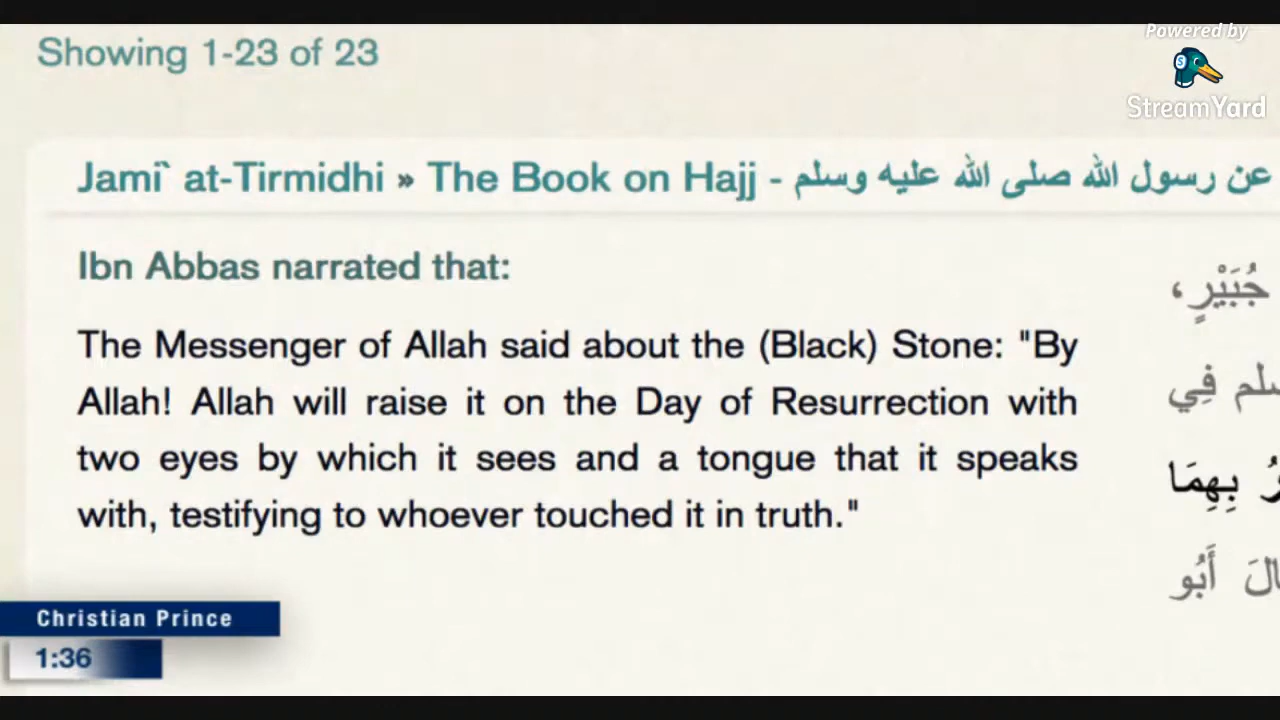 Showing 1-23 of 23
Powered by
StreamYard
Jami` at-Tirmidhi » The Book on Hajj - عن رسول الله صلى الله عليه وسلم
Ibn Abbas narrated that:
The Messenger of Allah said about the (Black) Stone: "By
Allah! Allah will raise it on the Day of Resurrection with
two eyes by which it sees and a tongue that it speaks
with, testifying to whoever touched it in truth."
جُبَيْرٍ،
فِي
بِهِمَا
أَبُو
Christian Prince
1:36